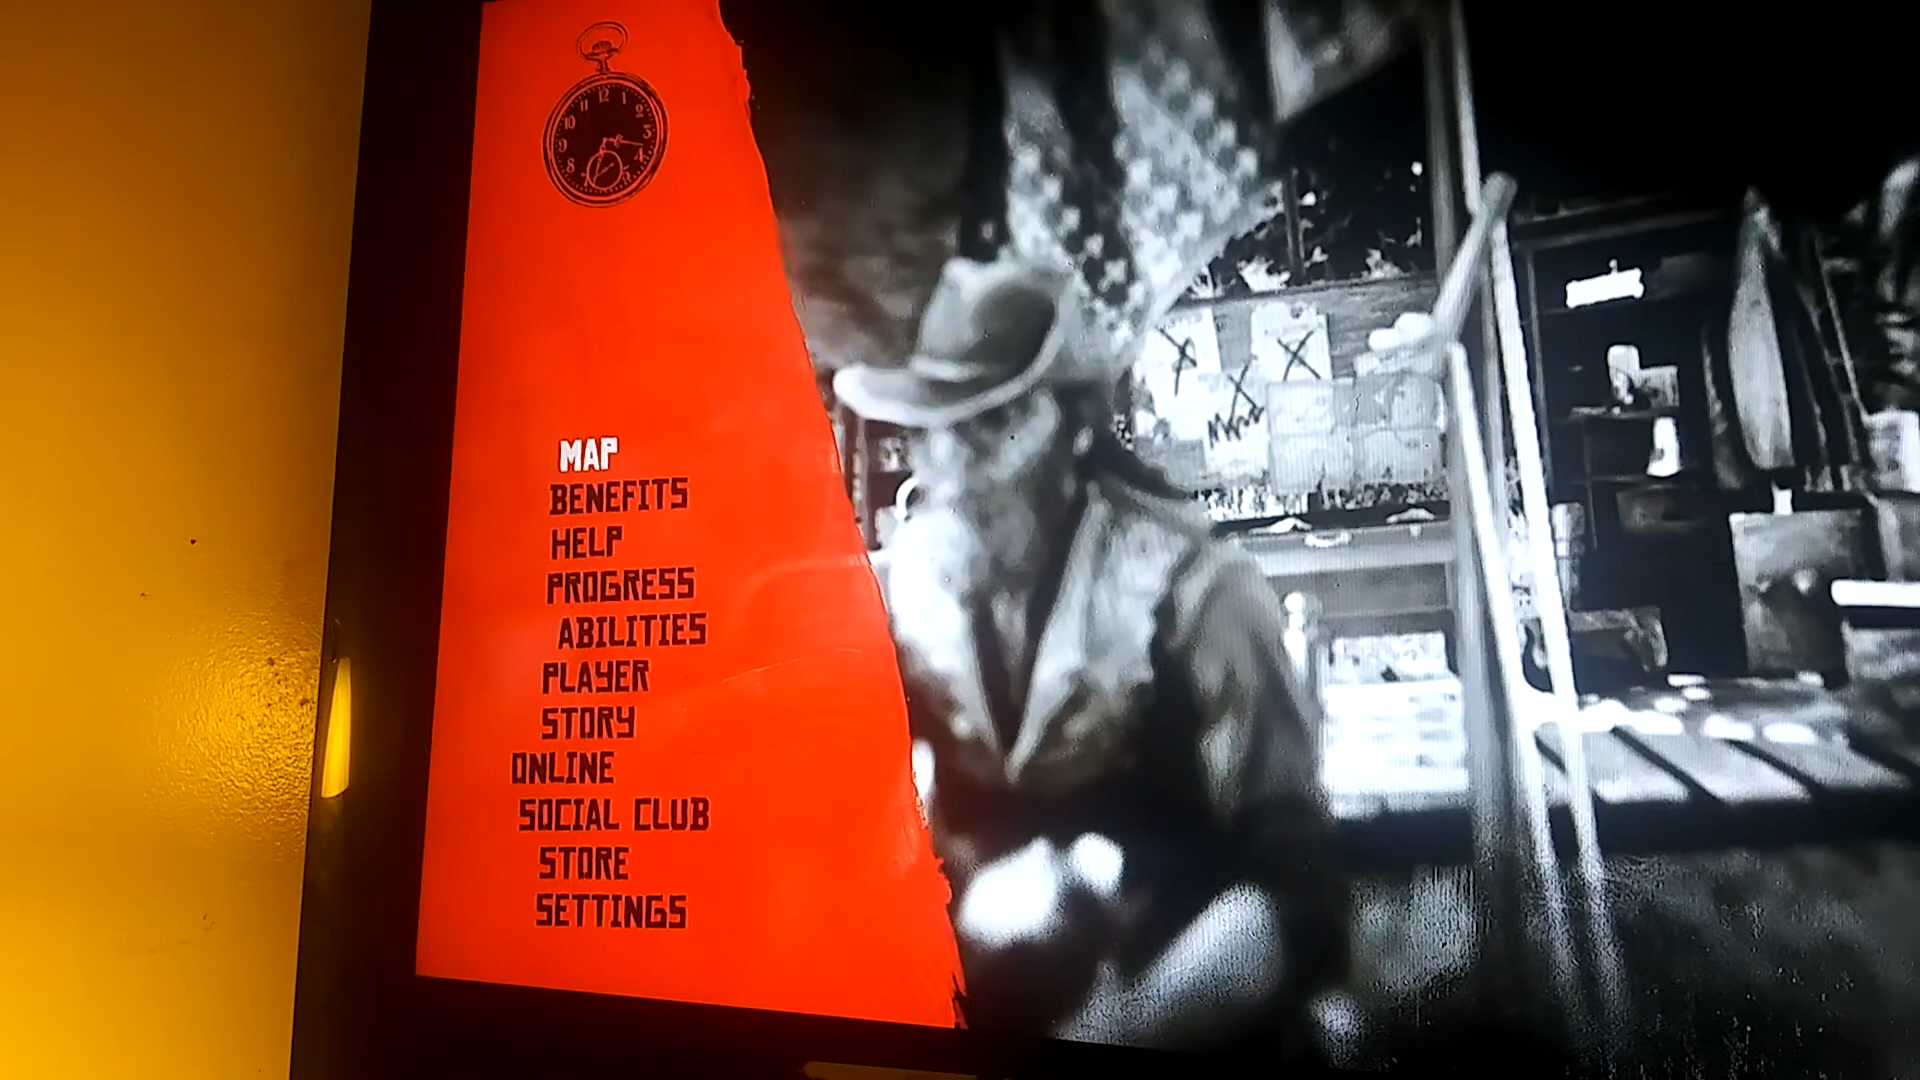 MAP
BENEFITS
HELP
PROGRESS
ABILITIES
PLAYER
STORY
ONLINE
SOCIAL CLUB
STORE
SETTINGS